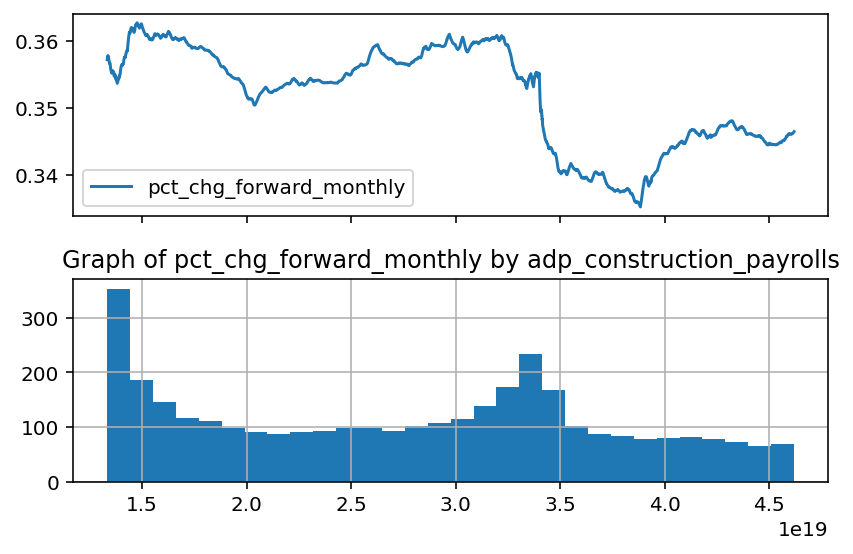 0.36
0.35
0.34
pct_chg_forward_monthly
Graph of pct_chg_forward_monthly by adp_construction_payrolls
300
200
100
0
1.5 2.0 2.5 3.0 3.5 4.0 4.5
1e19